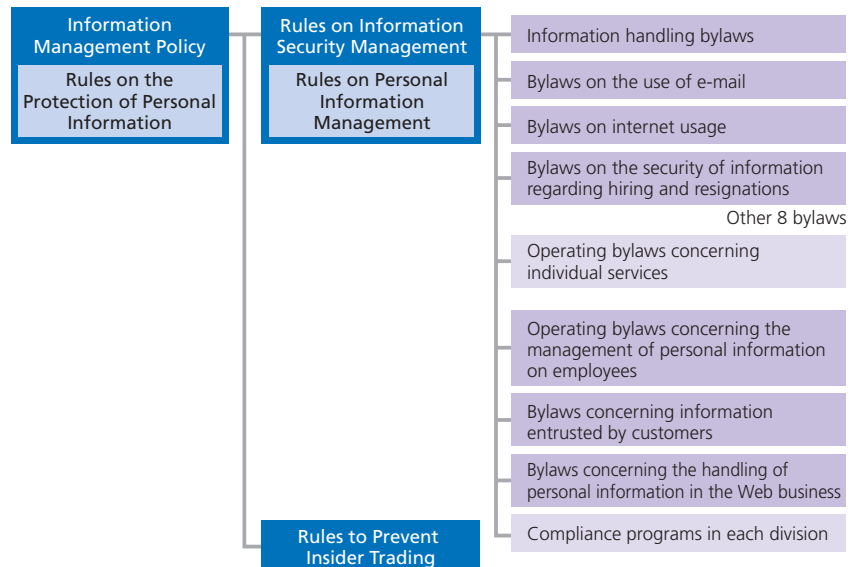 Information
Management Policy
Rules on the
Protection of Personal
Information
Rules on Information
Security Management
Rules on Personal
Information
Management
Rules to Prevent
Insider Trading
Information handling bylaws
Bylaws on the use of e-mail
Bylaws on internet usage
Bylaws on the security of information
regarding hiring and resignations
Other 8 bylaws
Operating bylaws concerning
individual services
Operating bylaws concerning the
management of personal information
on employees
Bylaws concerning information
entrusted by customers
Bylaws concerning the handling of
personal information in the Web business
Compliance programs in each division